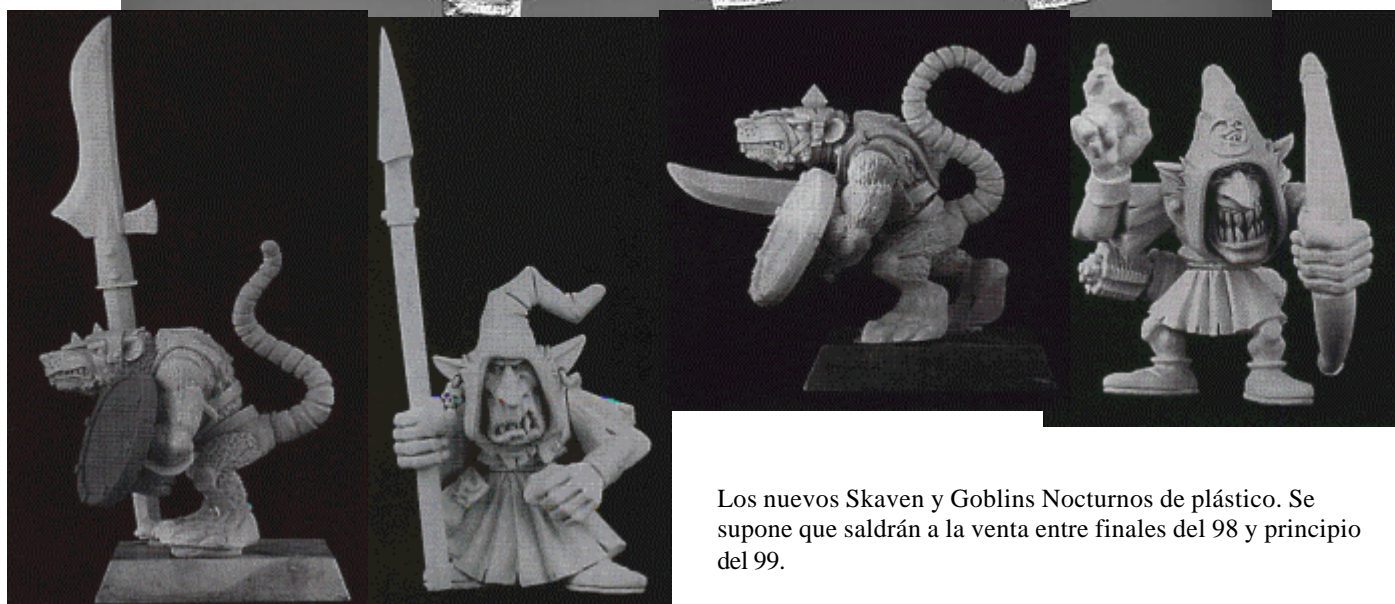 Los nuevos Skaven y Goblins Nocturnos de plástico. Se
supone que saldrán a la venta entre finales del 98 y principio
del 99.